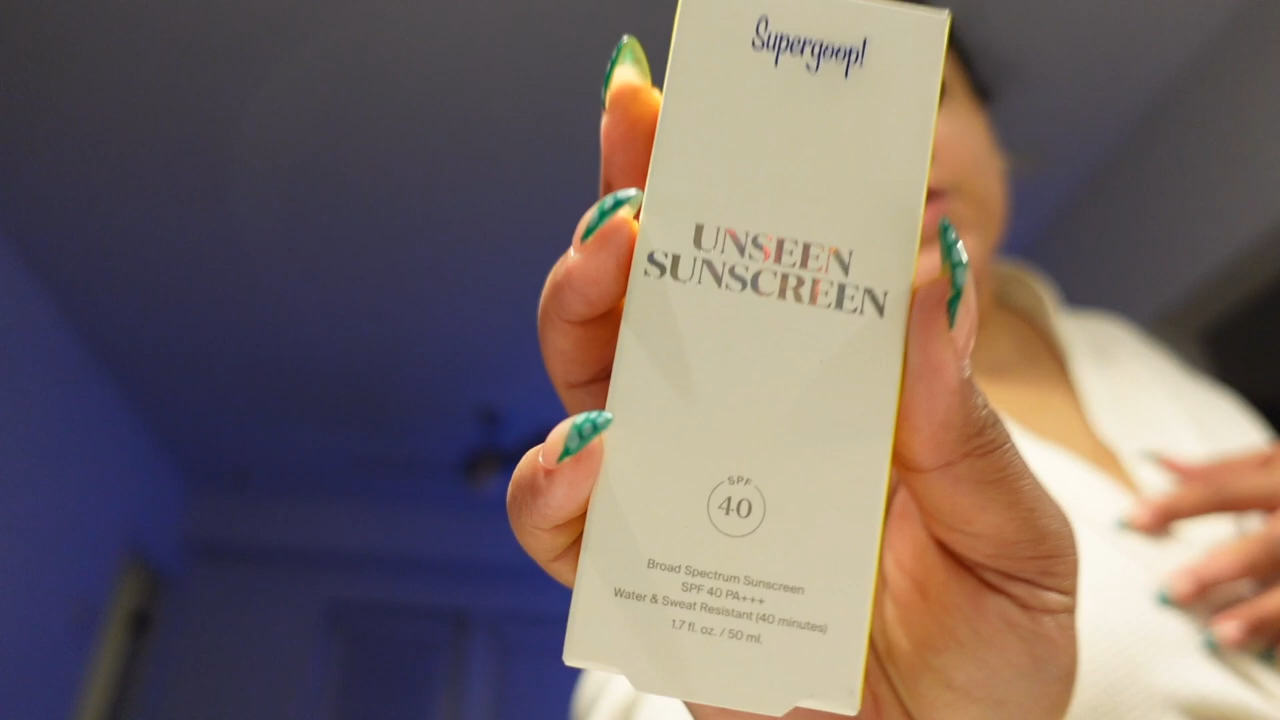 Supergoop!
UNSEEN
SUNSCREEN
SPF
40
Broad Spectrum Sunscreen
SPF 40 PA+++
Water & Sweat Resistant (40 minutes)
1.7 fl. oz. / 50 ml.